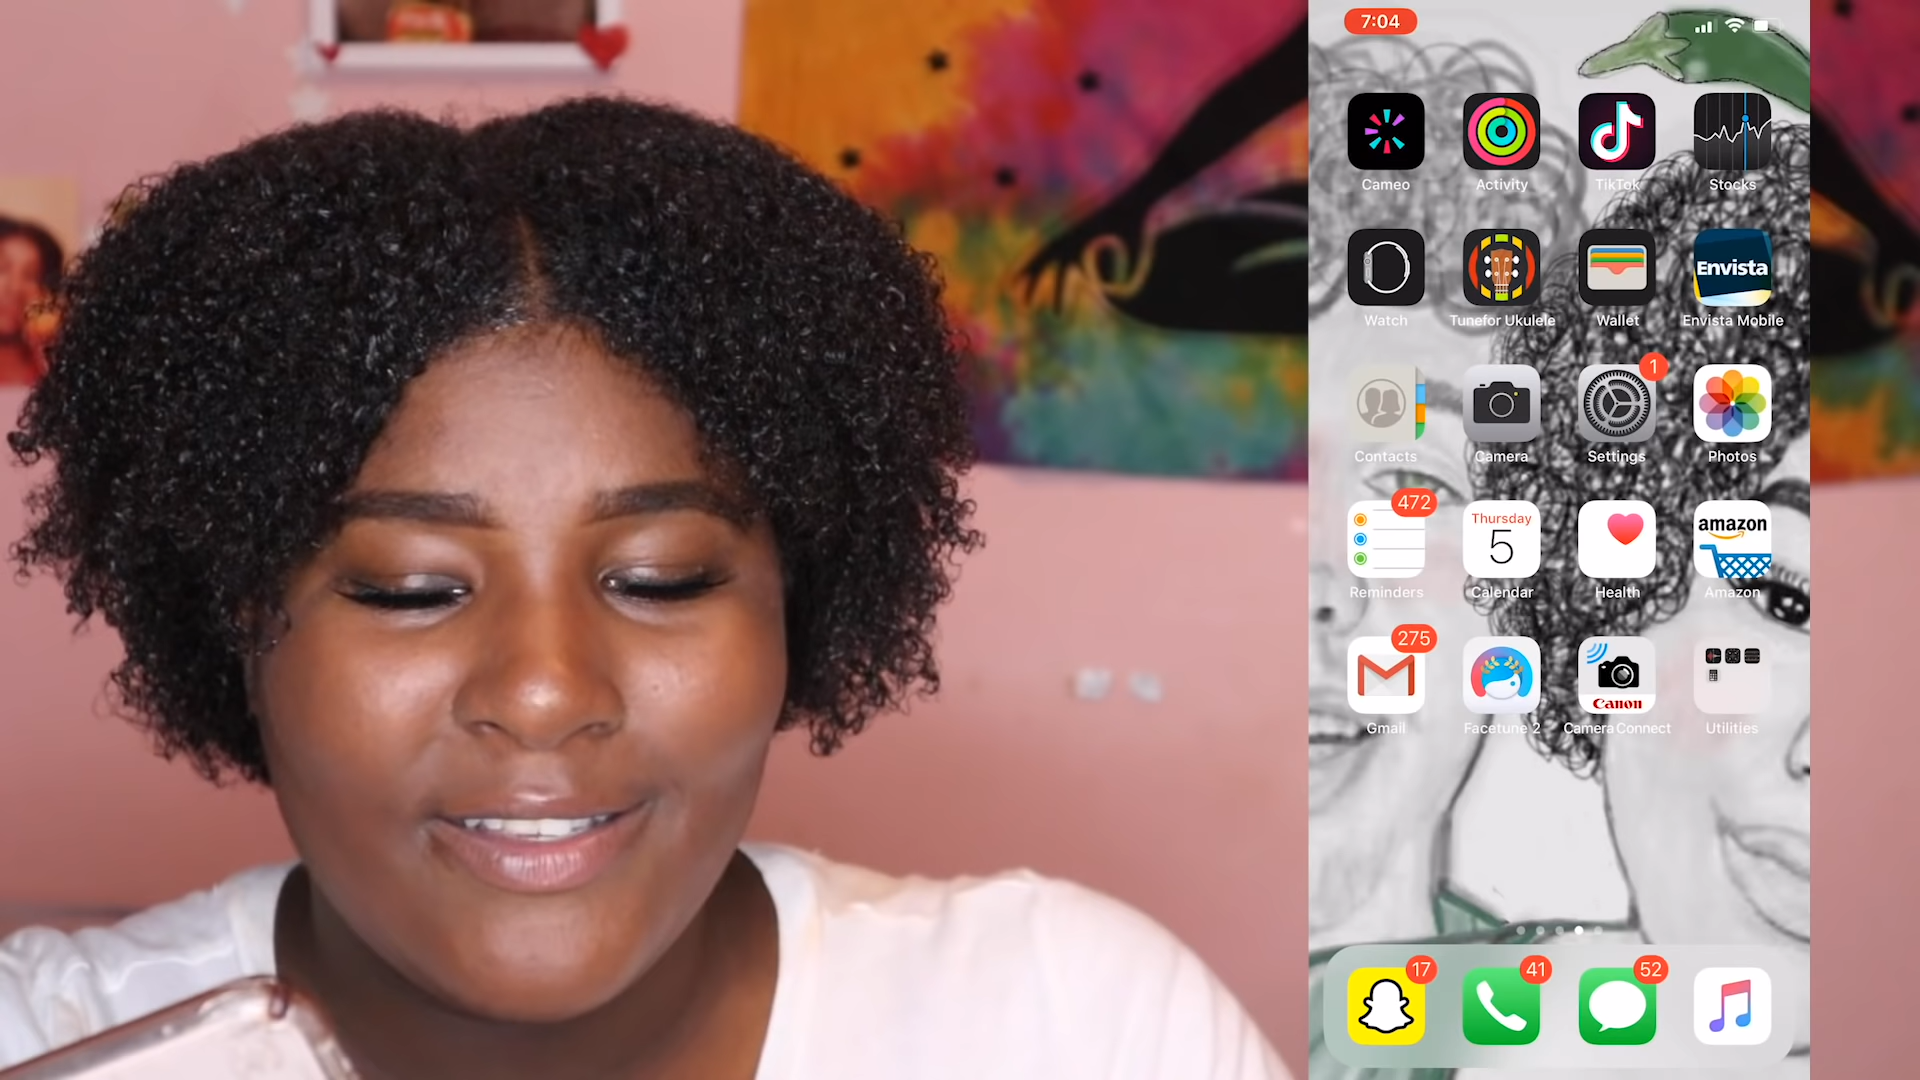 7:04
Cameo Activity TikTok Stocks
Envista
Watch Tunefor Ukulele Wallet Envista Mobile
1
Contacts Camera Settings Photos
472
Thursday
5
amazon
Reminders Calendar Health Amazon
275
Canon
Gmail Facetune 2 Camera Connect Utilities
17 41 52